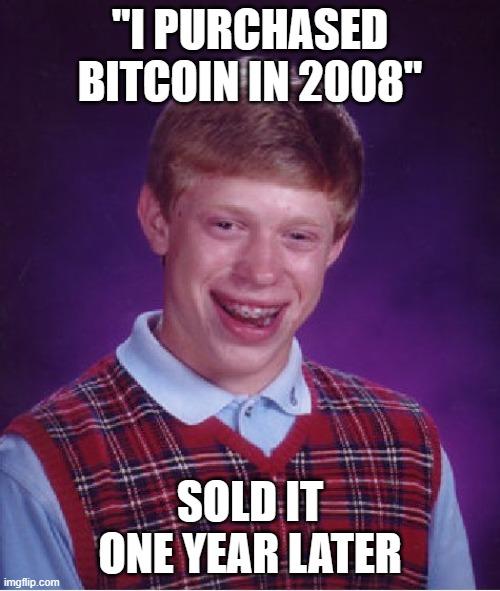 "I PURCHASED
BITCOIN IN 2008"
SOLD IT
ONE YEAR LATER
imgflip.com